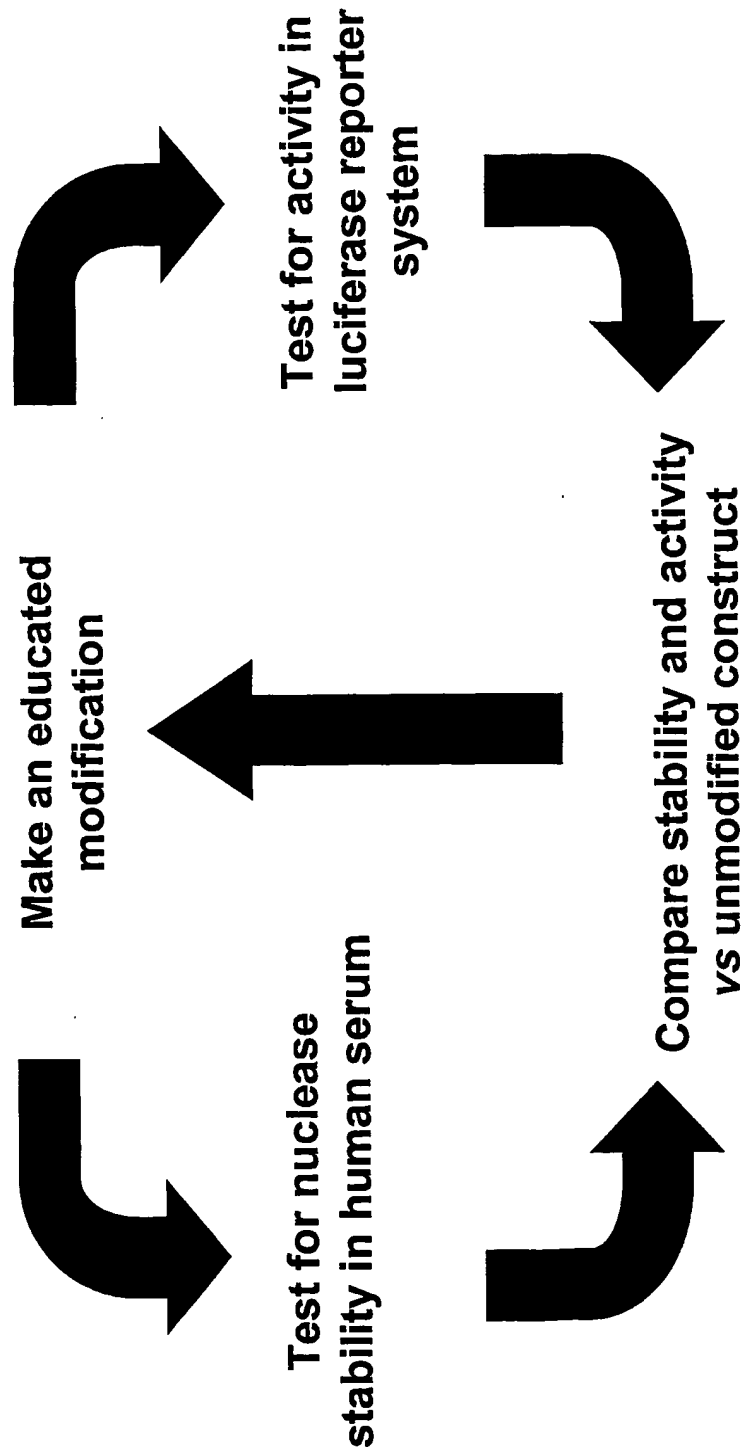 Make an educated
modification
Test for nuclease
stability in human serum
Test for activity in
luciferase reporter
system
Compare stability and activity
vs unmodified construct